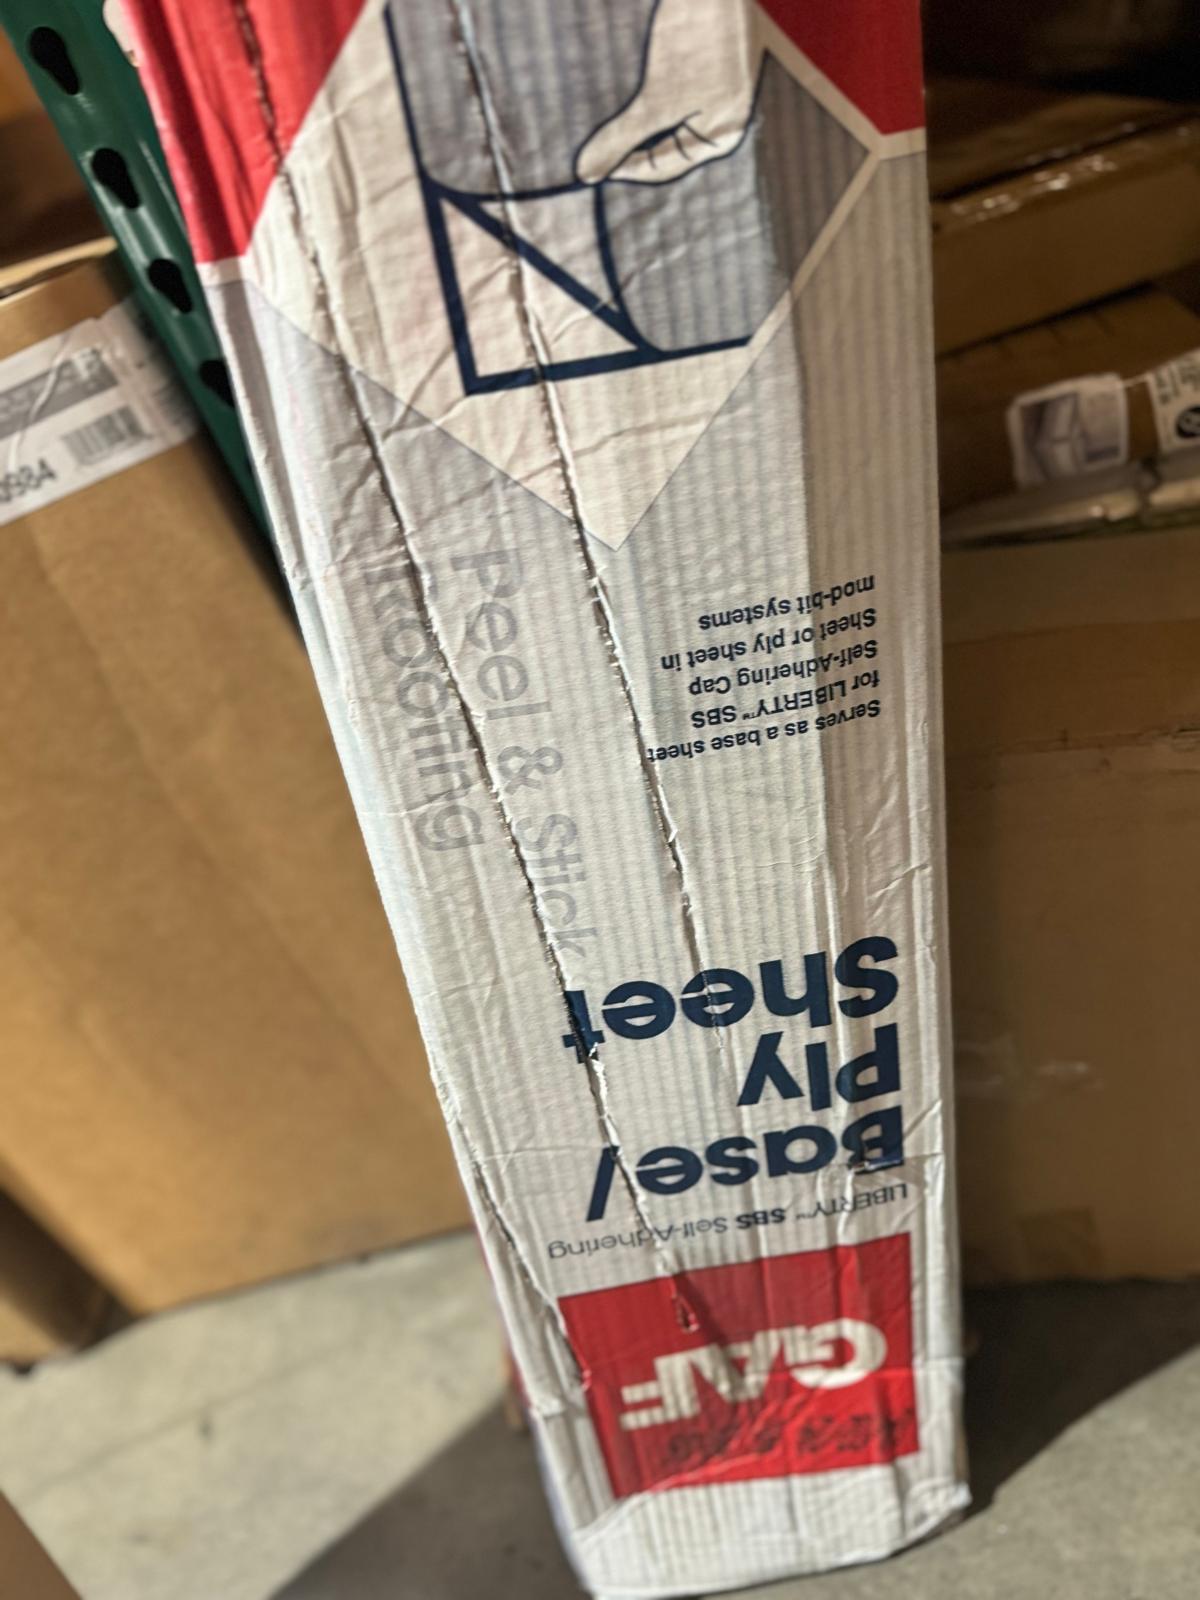 GAF
LIBERTY™ SBS Self-Adhering
Base/
Ply
Sheet
Serves as a base sheet
for LIBERTY™ SBS
Self-Adhering Cap
Sheet or ply sheet in
mod-bit systems
Peel & Stick
Roofing